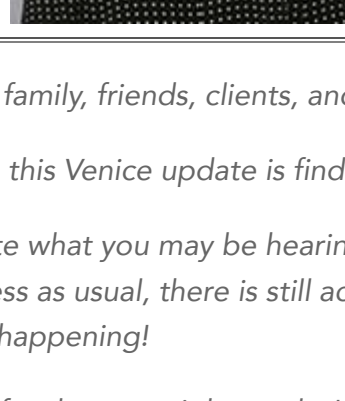 family, friends, clients, and
this Venice update is find
te what you may be hearin
ess as usual, there is still ac
happening!